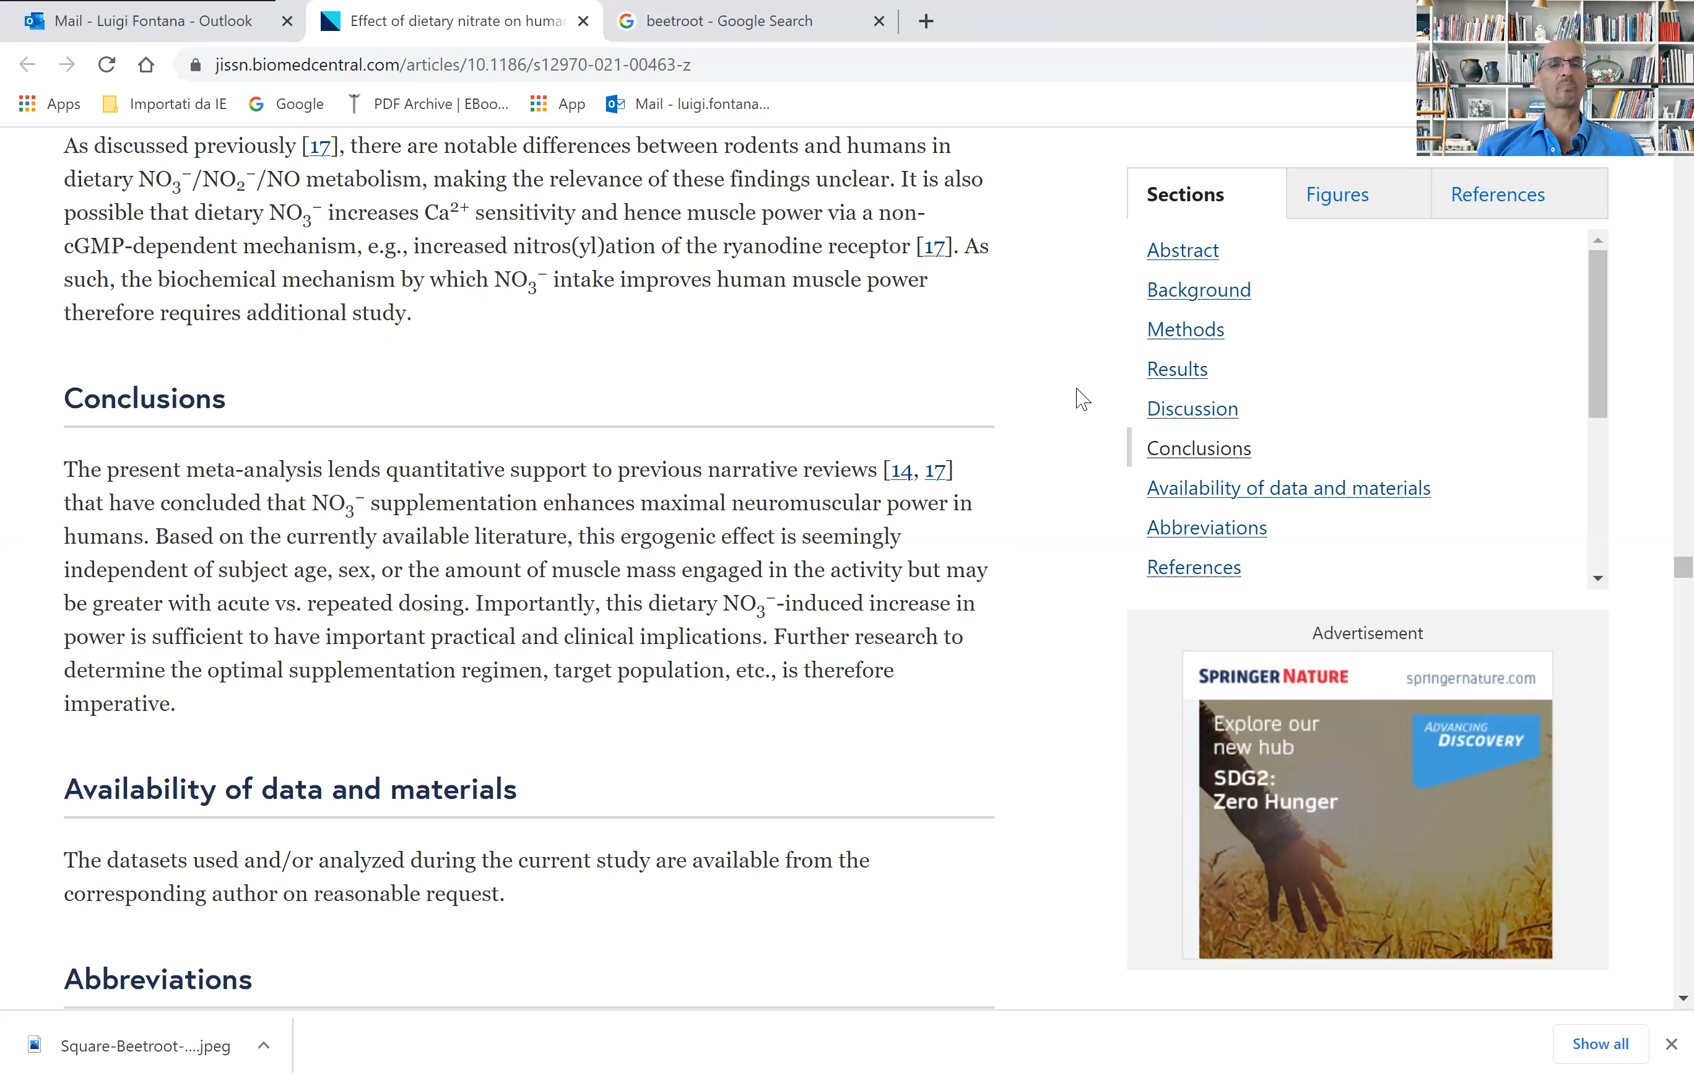 Mail - Luigi Fontana - Outlook
Effect of dietary nitrate on huma
beetroot - Google Search
jissn.biomedcentral.com/articles/10.1186/s12970-021-00463-z
Apps
Importati da IE
Google
PDF Archive | EBoo...
App
Mail - luigi.fontana...
As discussed previously [17], there are notable differences between rodents and humans in
dietary NO₃⁻/NO₂⁻/NO metabolism, making the relevance of these findings unclear. It is also
possible that dietary NO₃⁻ increases Ca²⁺ sensitivity and hence muscle power via a non-
cGMP-dependent mechanism, e.g., increased nitros(yl)ation of the ryanodine receptor [17]. As
such, the biochemical mechanism by which NO₃⁻ intake improves human muscle power
therefore requires additional study.
Conclusions
The present meta-analysis lends quantitative support to previous narrative reviews [14, 17]
that have concluded that NO₃⁻ supplementation enhances maximal neuromuscular power in
humans. Based on the currently available literature, this ergogenic effect is seemingly
independent of subject age, sex, or the amount of muscle mass engaged in the activity but may
be greater with acute vs. repeated dosing. Importantly, this dietary NO₃⁻-induced increase in
power is sufficient to have important practical and clinical implications. Further research to
determine the optimal supplementation regimen, target population, etc., is therefore
imperative.
Availability of data and materials
The datasets used and/or analyzed during the current study are available from the
corresponding author on reasonable request.
Abbreviations
Sections
Figures
References
Abstract
Background
Methods
Results
Discussion
Conclusions
Availability of data and materials
Abbreviations
References
Advertisement
SPRINGER NATURE
springernature.com
Explore our
new hub
SDG2:
Zero Hunger
ADVANCING
DISCOVERY
Square-Beetroot-....jpeg
Show all